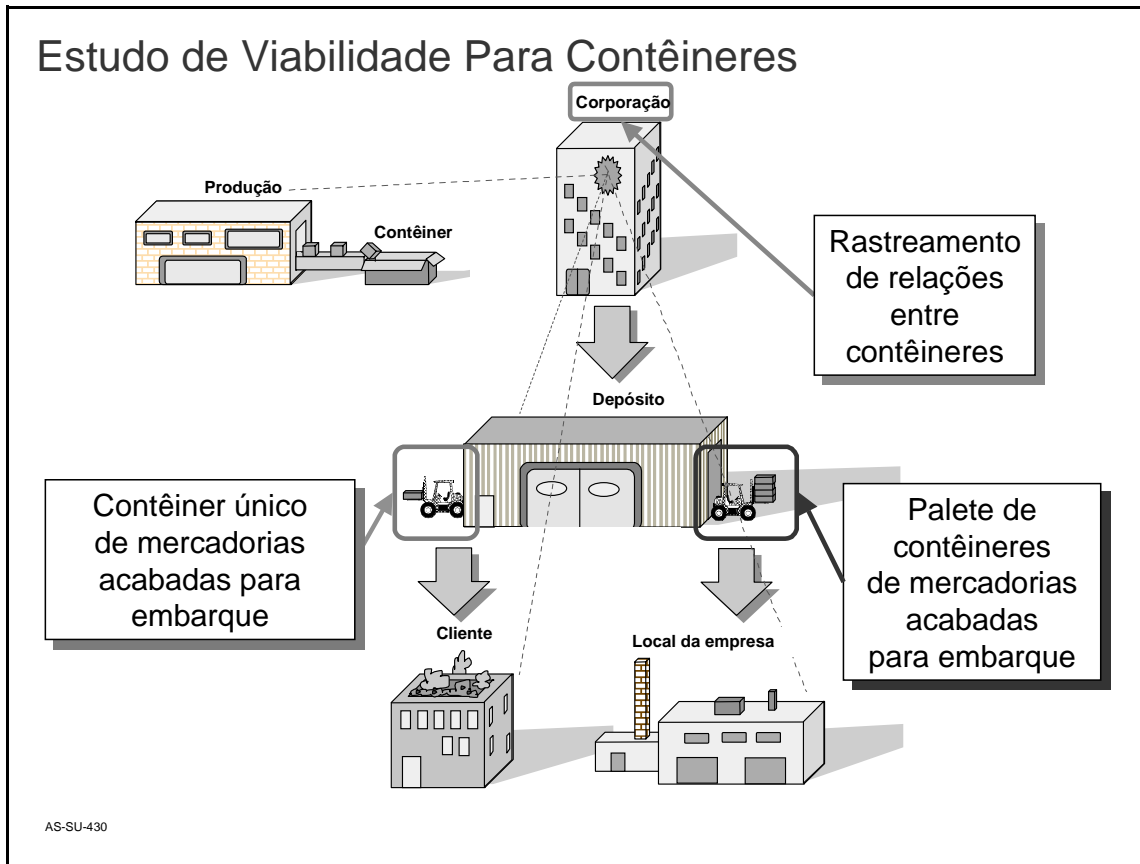 Estudo de Viabilidade Para Contêineres
Corporação
Produção
Contêiner
Rastreamento
de relações
entre
contêineres
Depósito
Contêiner único
de mercadorias
acabadas para
embarque
Palete de
contêineres
de mercadorias
acabadas
para embarque
Cliente
Local da empresa
AS-SU-430